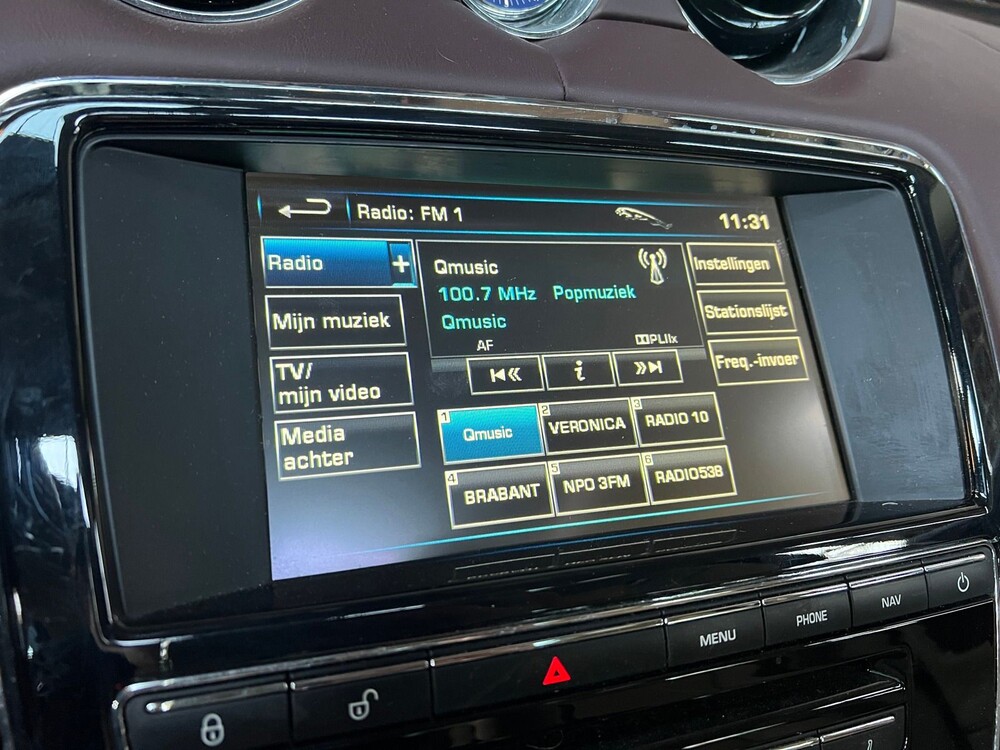 Radio: FM 1
11:31
Radio +
Qmusic
100.7 MHz Popmuziek
Qmusic
AF
PLIIx
Instellingen
Stationslijst
Freq.-invoer
Mijn muziek
TV/
mijn video
Media
achter
i
1 Qmusic
2 VERONICA
3 RADIO 10
4 BRABANT
5 NPO 3FM
6 RADIO538
MENU
PHONE
NAV